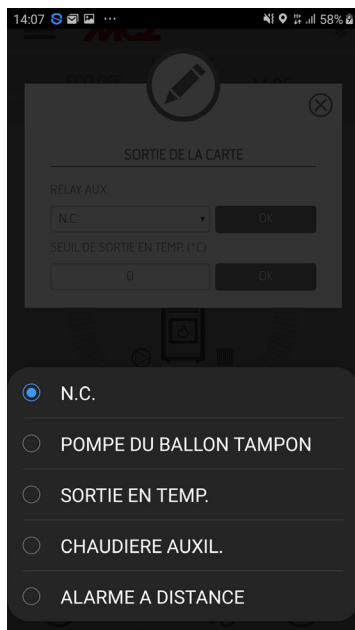 14:07
58%
MCZ
SORTIE DE LA CARTE
RELAY AUX
N.C.
OK
SEUIL DE SORTIE EN TEMP. (°C)
0
OK
N.C.
POMPE DU BALLON TAMPON
SORTIE EN TEMP.
CHAUDIERE AUXIL.
ALARME A DISTANCE